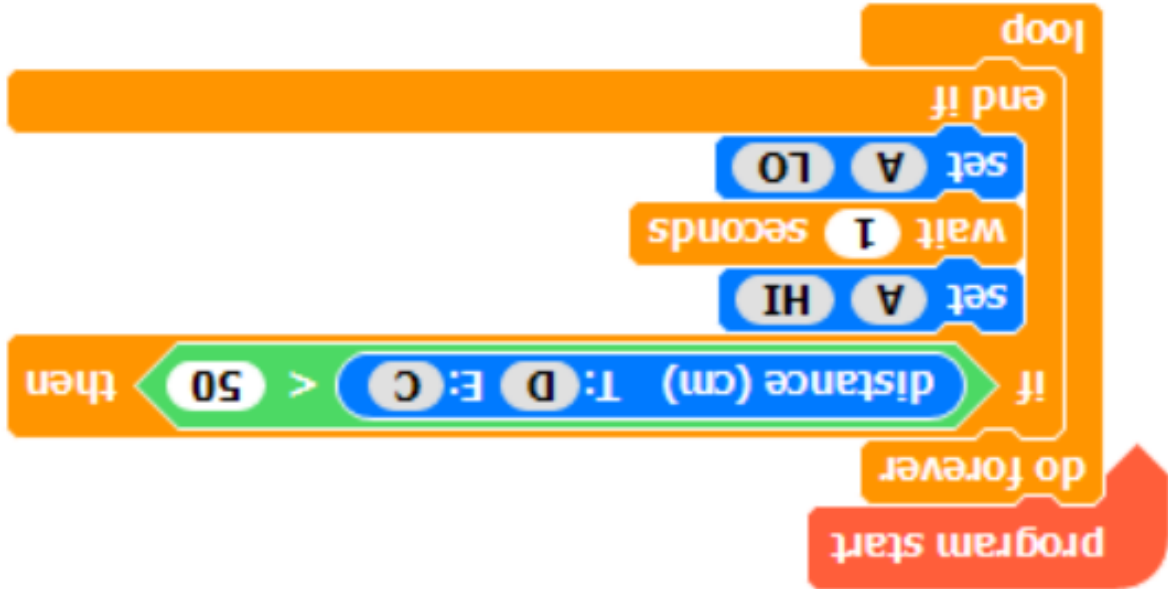 program start
do forever
if distance (cm) T: D E: C < 50 then
set A HI
wait 1 seconds
set A LO
end if
loop